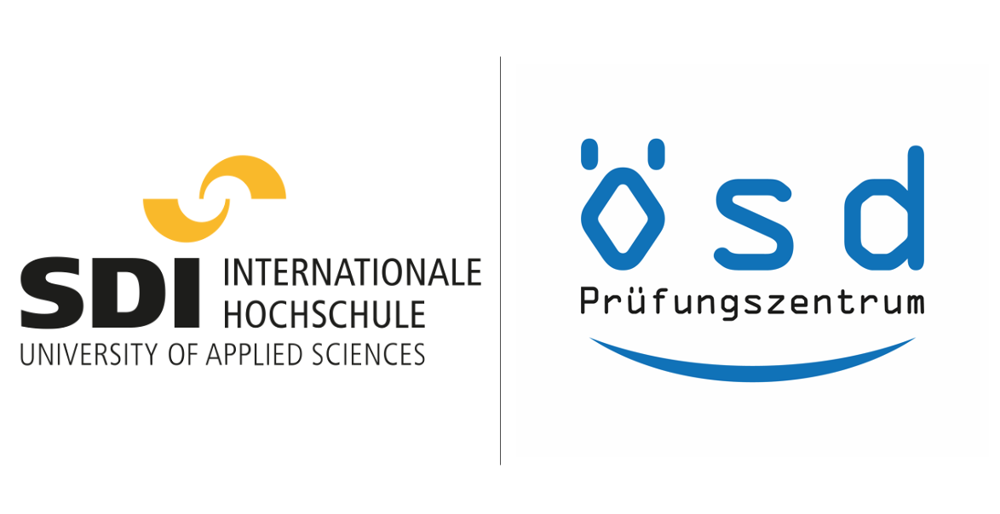 SDI INTERNATIONALE
HOCHSCHULE
UNIVERSITY OF APPLIED SCIENCES
ösd
Prüfungszentrum